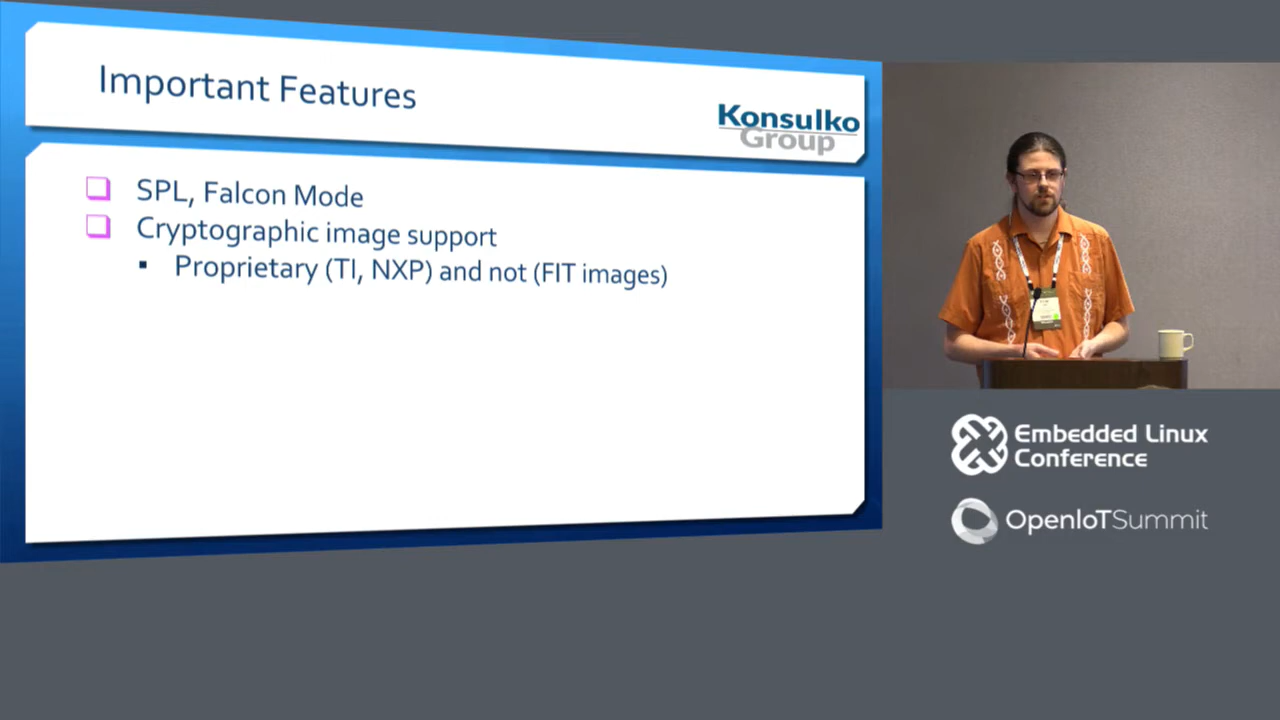 Important Features
Konsulko
Group
SPL, Falcon Mode
Cryptographic image support
Proprietary (TI, NXP) and not (FIT images)
Embedded Linux
Conference
OpenIoTSummit